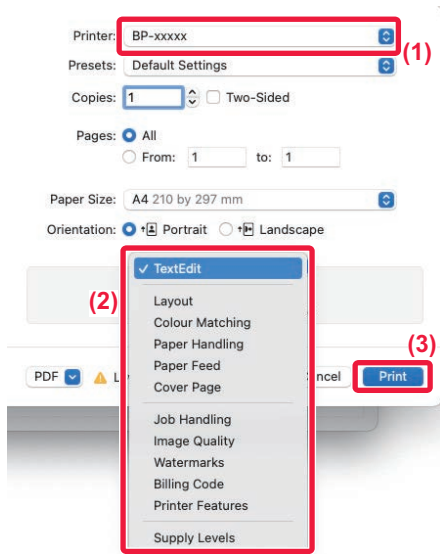 Printer: BP-xxxxx
(1)
Presets: Default Settings
Copies: 1 Two-Sided
Pages: All
From: 1 to: 1
Paper Size: A4 210 by 297 mm
Orientation: Portrait Landscape
(2)
✓ TextEdit
Layout
Colour Matching
Paper Handling
Paper Feed
Cover Page
Job Handling
Image Quality
Watermarks
Billing Code
Printer Features
Supply Levels
(3)
PDF L ncel Print